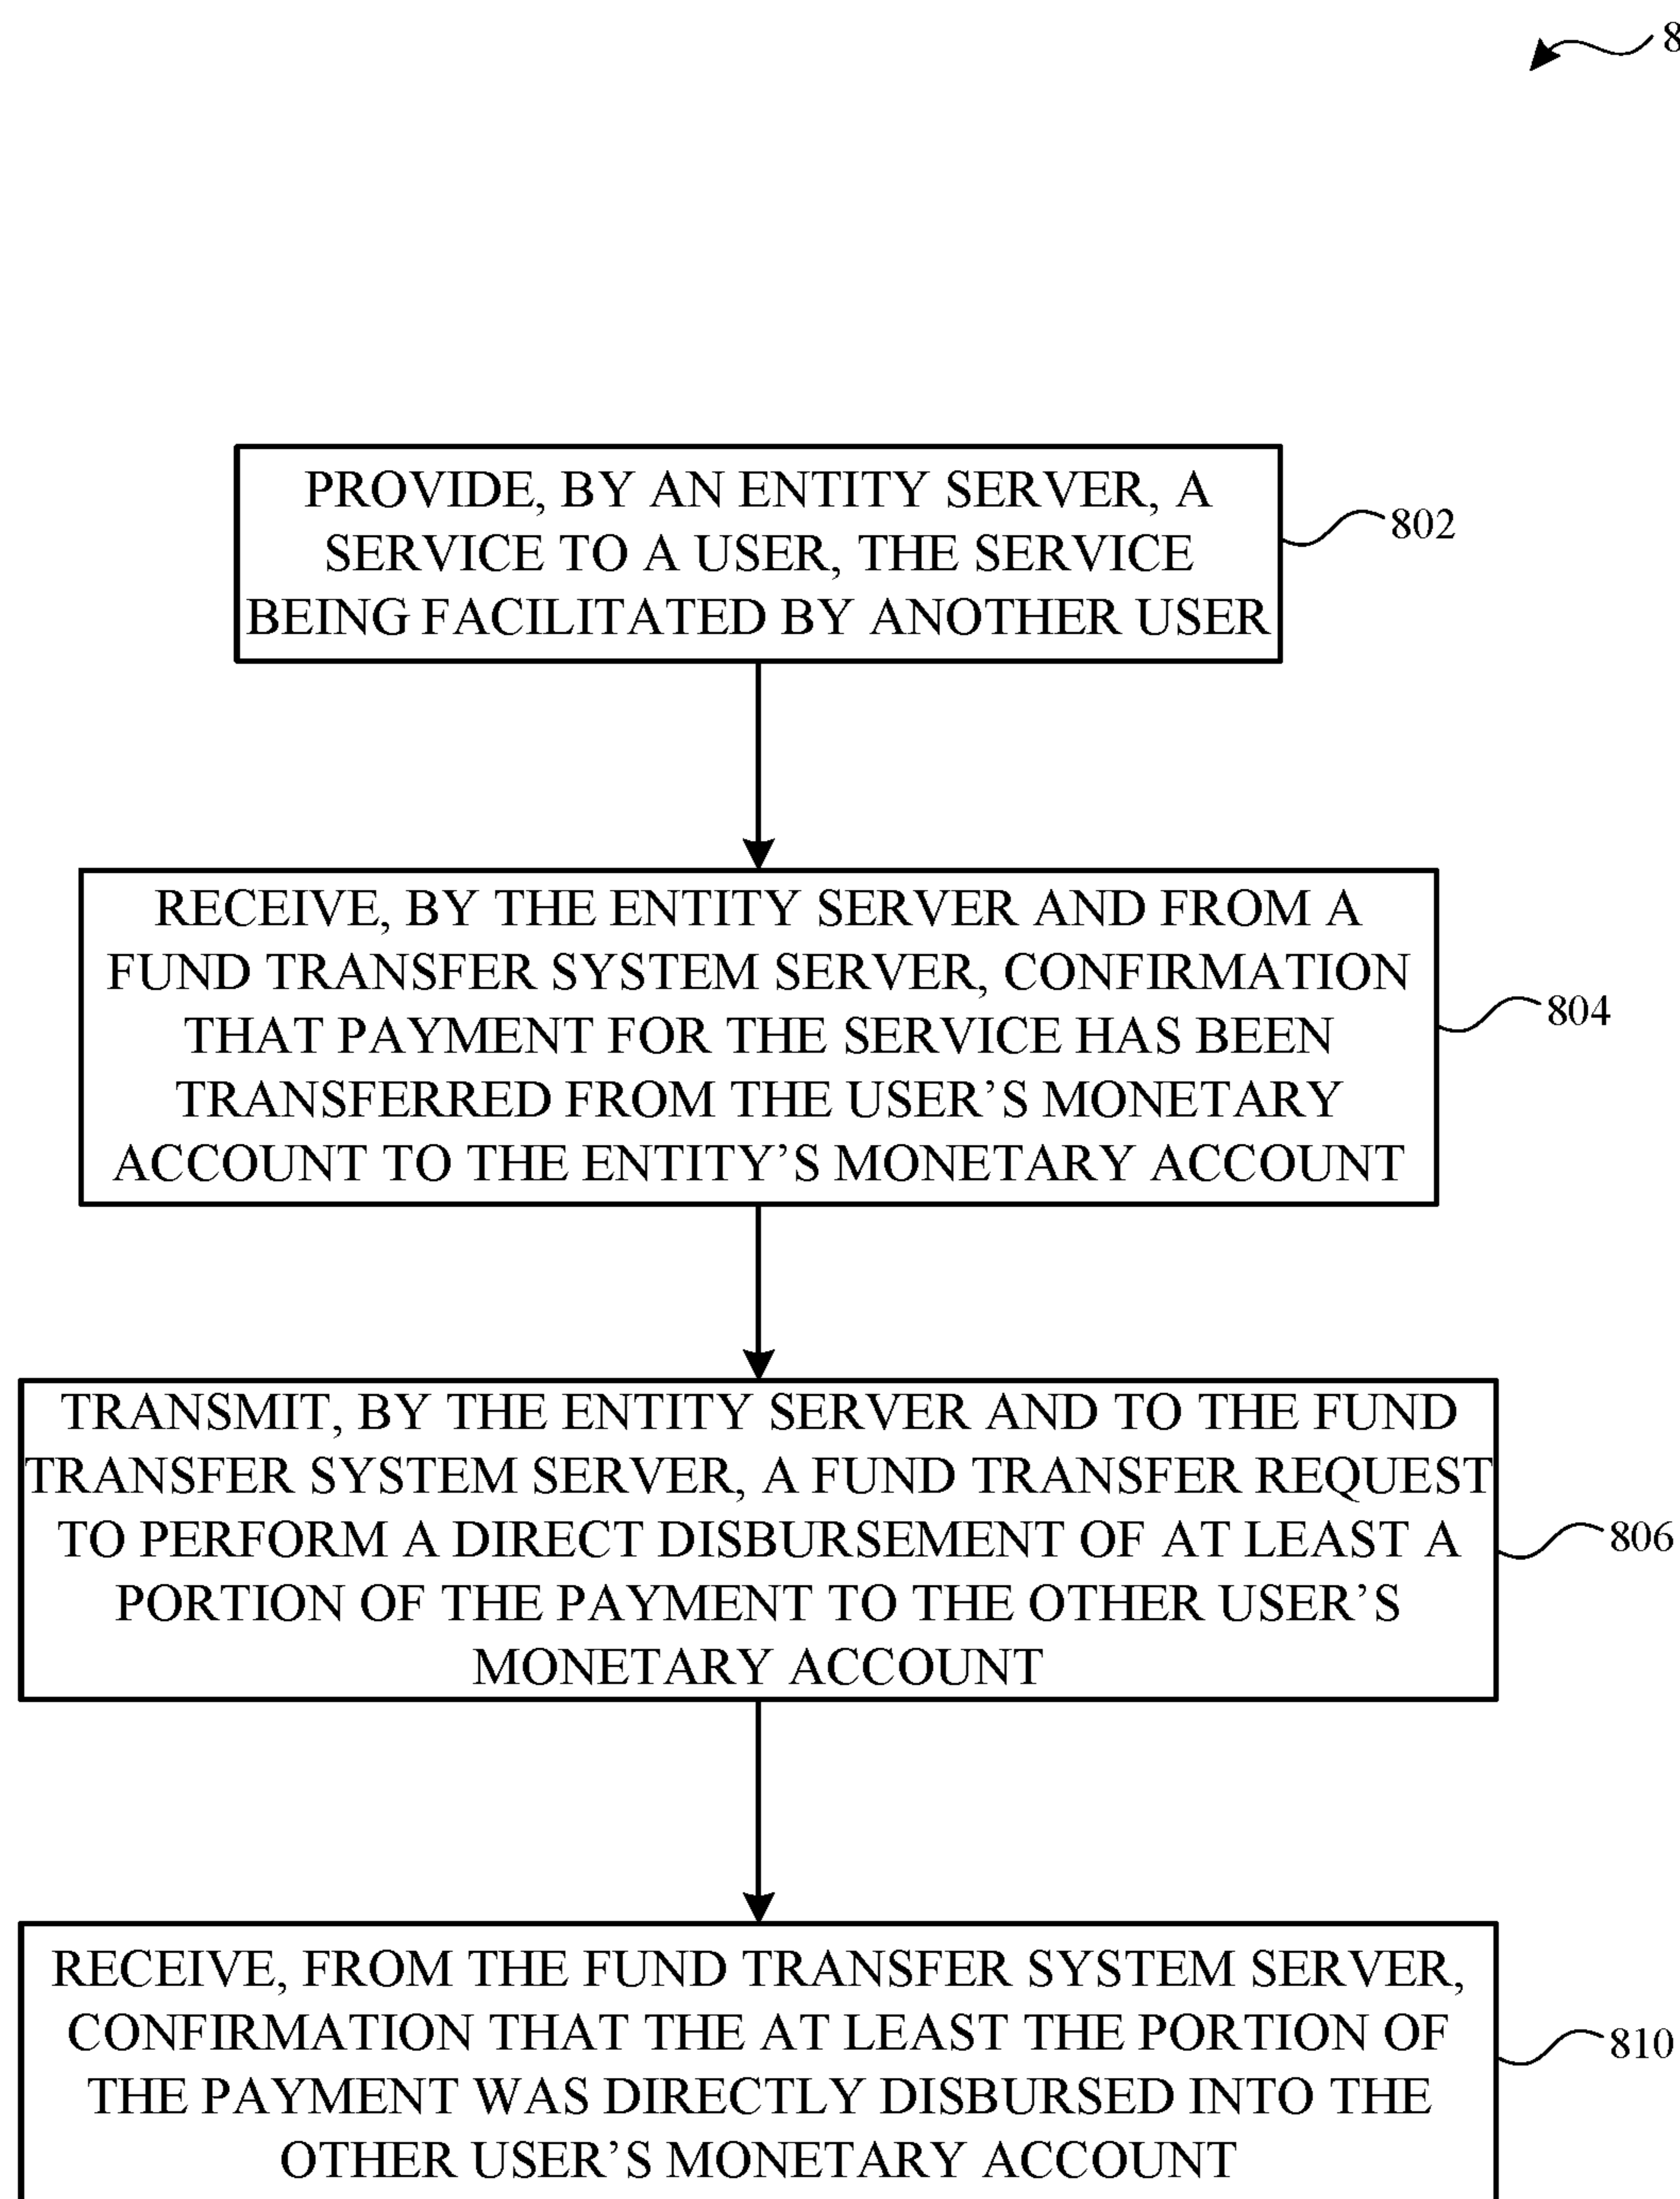 PROVIDE, BY AN ENTITY SERVER, A
SERVICE TO A USER, THE SERVICE
BEING FACILITATED BY ANOTHER USER
802
RECEIVE, BY THE ENTITY SERVER AND FROM A
FUND TRANSFER SYSTEM SERVER, CONFIRMATION
THAT PAYMENT FOR THE SERVICE HAS BEEN
TRANSFERRED FROM THE USER’S MONETARY
ACCOUNT TO THE ENTITY’S MONETARY ACCOUNT
804
TRANSMIT, BY THE ENTITY SERVER AND TO THE FUND
TRANSFER SYSTEM SERVER, A FUND TRANSFER REQUEST
TO PERFORM A DIRECT DISBURSEMENT OF AT LEAST A
PORTION OF THE PAYMENT TO THE OTHER USER’S
MONETARY ACCOUNT
806
RECEIVE, FROM THE FUND TRANSFER SYSTEM SERVER,
CONFIRMATION THAT THE AT LEAST THE PORTION OF
THE PAYMENT WAS DIRECTLY DISBURSED INTO THE
OTHER USER’S MONETARY ACCOUNT
810